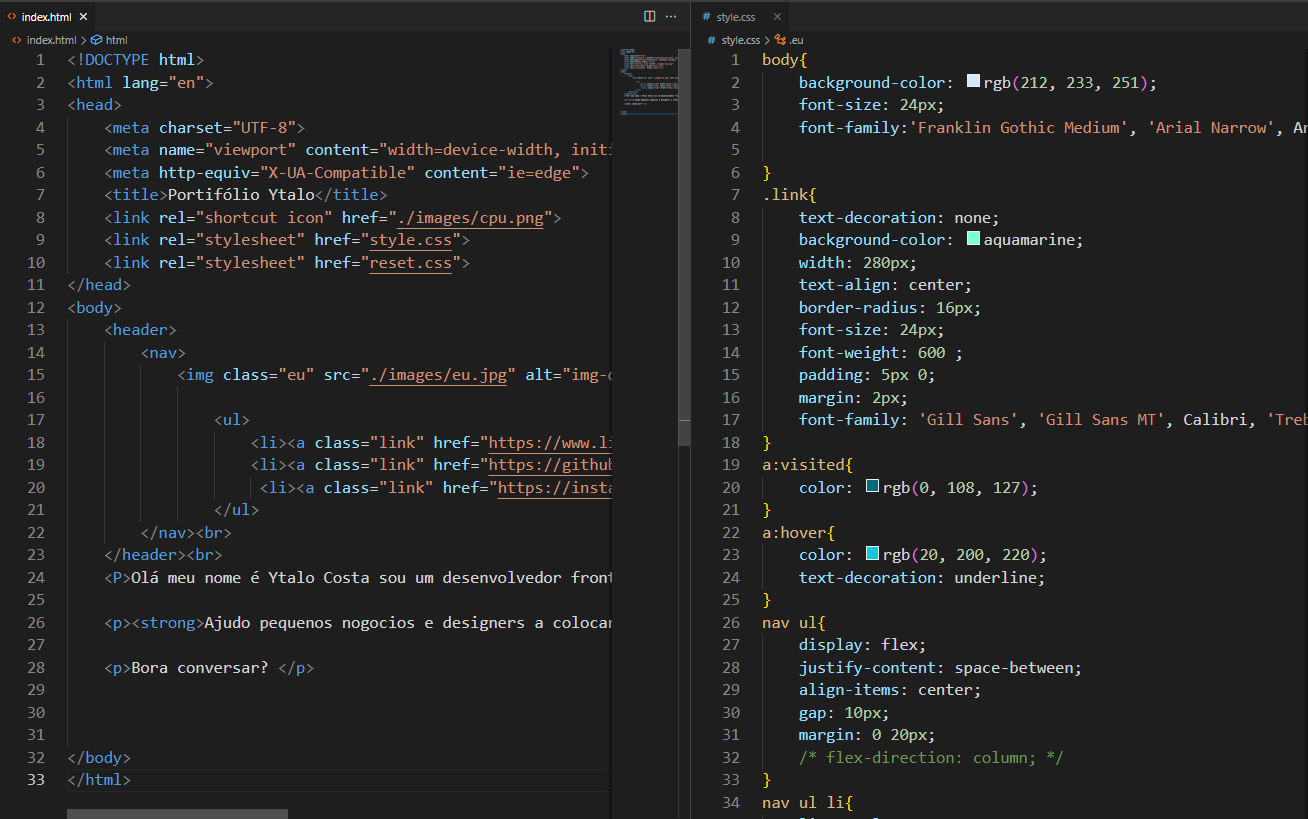 index.html
index.html > html
1 <!DOCTYPE html>
2 <html lang="en">
3 <head>
4 <meta charset="UTF-8">
5 <meta name="viewport" content="width=device-width, initi
6 <meta http-equiv="X-UA-Compatible" content="ie=edge">
7 <title>Portifólio Ytalo</title>
8 <link rel="shortcut icon" href="./images/cpu.png">
9 <link rel="stylesheet" href="style.css">
10 <link rel="stylesheet" href="reset.css">
11 </head>
12 <body>
13 <header>
14 <nav>
15 <img class="eu" src="./images/eu.jpg" alt="img-
16
17 <ul>
18 <li><a class="link" href="https://www.li
19 <li><a class="link" href="https://githu
20 <li><a class="link" href="https://insta
21 </ul>
22 </nav><br>
23 </header><br>
24 <P>Olá meu nome é Ytalo Costa sou um desenvolvedor front
25
26 <p><strong>Ajudo pequenos nogocios e designers a coloca
27
28 <p>Bora conversar? </p>
29
30
31
32 </body>
33 </html>
# style.css
# style.css > .eu
1 body{
2 background-color: rgb(212, 233, 251);
3 font-size: 24px;
4 font-family:'Franklin Gothic Medium', 'Arial Narrow', Ar
5
6 }
7 .link{
8 text-decoration: none;
9 background-color: aquamarine;
10 width: 280px;
11 text-align: center;
12 border-radius: 16px;
13 font-size: 24px;
14 font-weight: 600 ;
15 padding: 5px 0;
16 margin: 2px;
17 font-family: 'Gill Sans', 'Gill Sans MT', Calibri, 'Treb
18 }
19 a:visited{
20 color: rgb(0, 108, 127);
21 }
22 a:hover{
23 color: rgb(20, 200, 220);
24 text-decoration: underline;
25 }
26 nav ul{
27 display: flex;
28 justify-content: space-between;
29 align-items: center;
30 gap: 10px;
31 margin: 0 20px;
32 /* flex-direction: column; */
33 }
34 nav ul li{